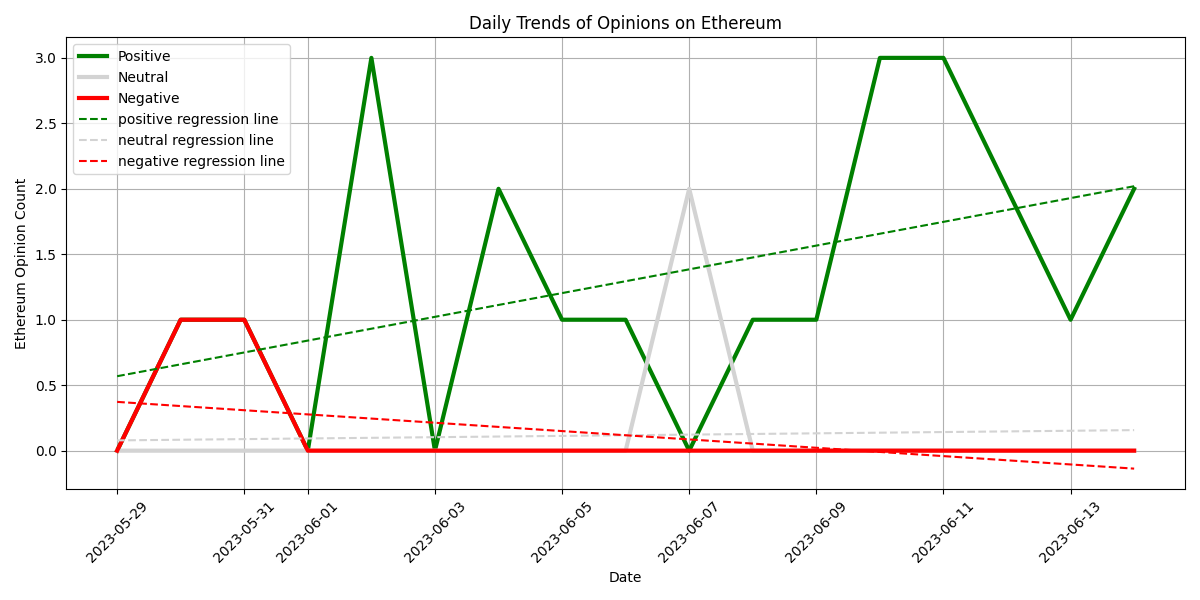 Daily Trends of Opinions on Ethereum
Positive
Neutral
Negative
positive regression line
neutral regression line
negative regression line
Ethereum Opinion Count
3.0
2.5
2.0
1.5
1.0
0.5
0.0
2023-05-29
2023-05-31
2023-06-01
2023-06-03
2023-06-05
2023-06-07
2023-06-09
2023-06-11
2023-06-13
Date